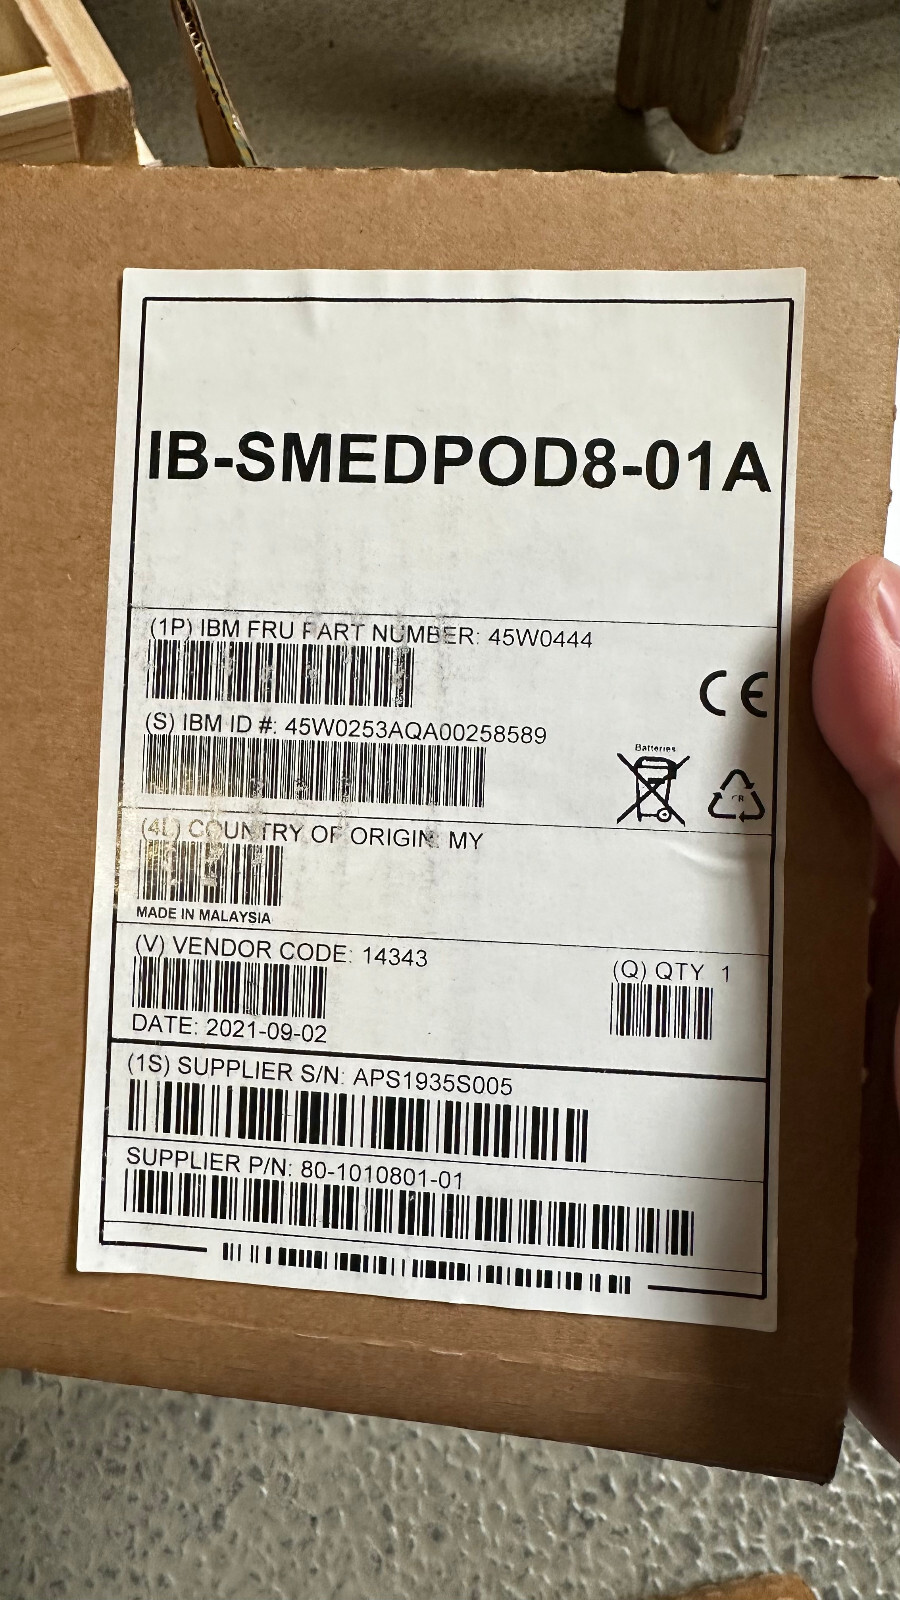 IB-SMEDPOD8-01A
(1P) IBM FRU PART NUMBER: 45W0444
CE
(S) IBM ID #: 45W0253AQA00258589
Batteries
(4L) COUNTRY OF ORIGIN: MY
MADE IN MALAYSIA
(V) VENDOR CODE: 14343
(Q) QTY 1
DATE: 2021-09-02
(1S) SUPPLIER S/N: APS1935S005
SUPPLIER P/N: 80-1010801-01